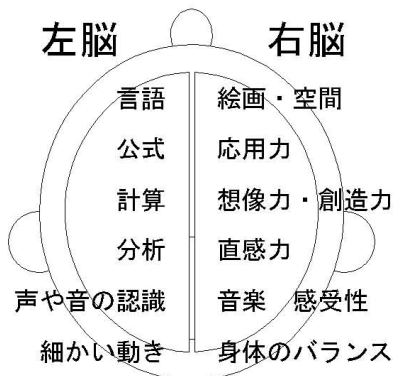 左脳 右脳
言語 絵画・空間
公式 応用力
計算 想像力・創造力
分析 直感力
声や音の認識 音楽　感受性
細かい動き 身体のバランス